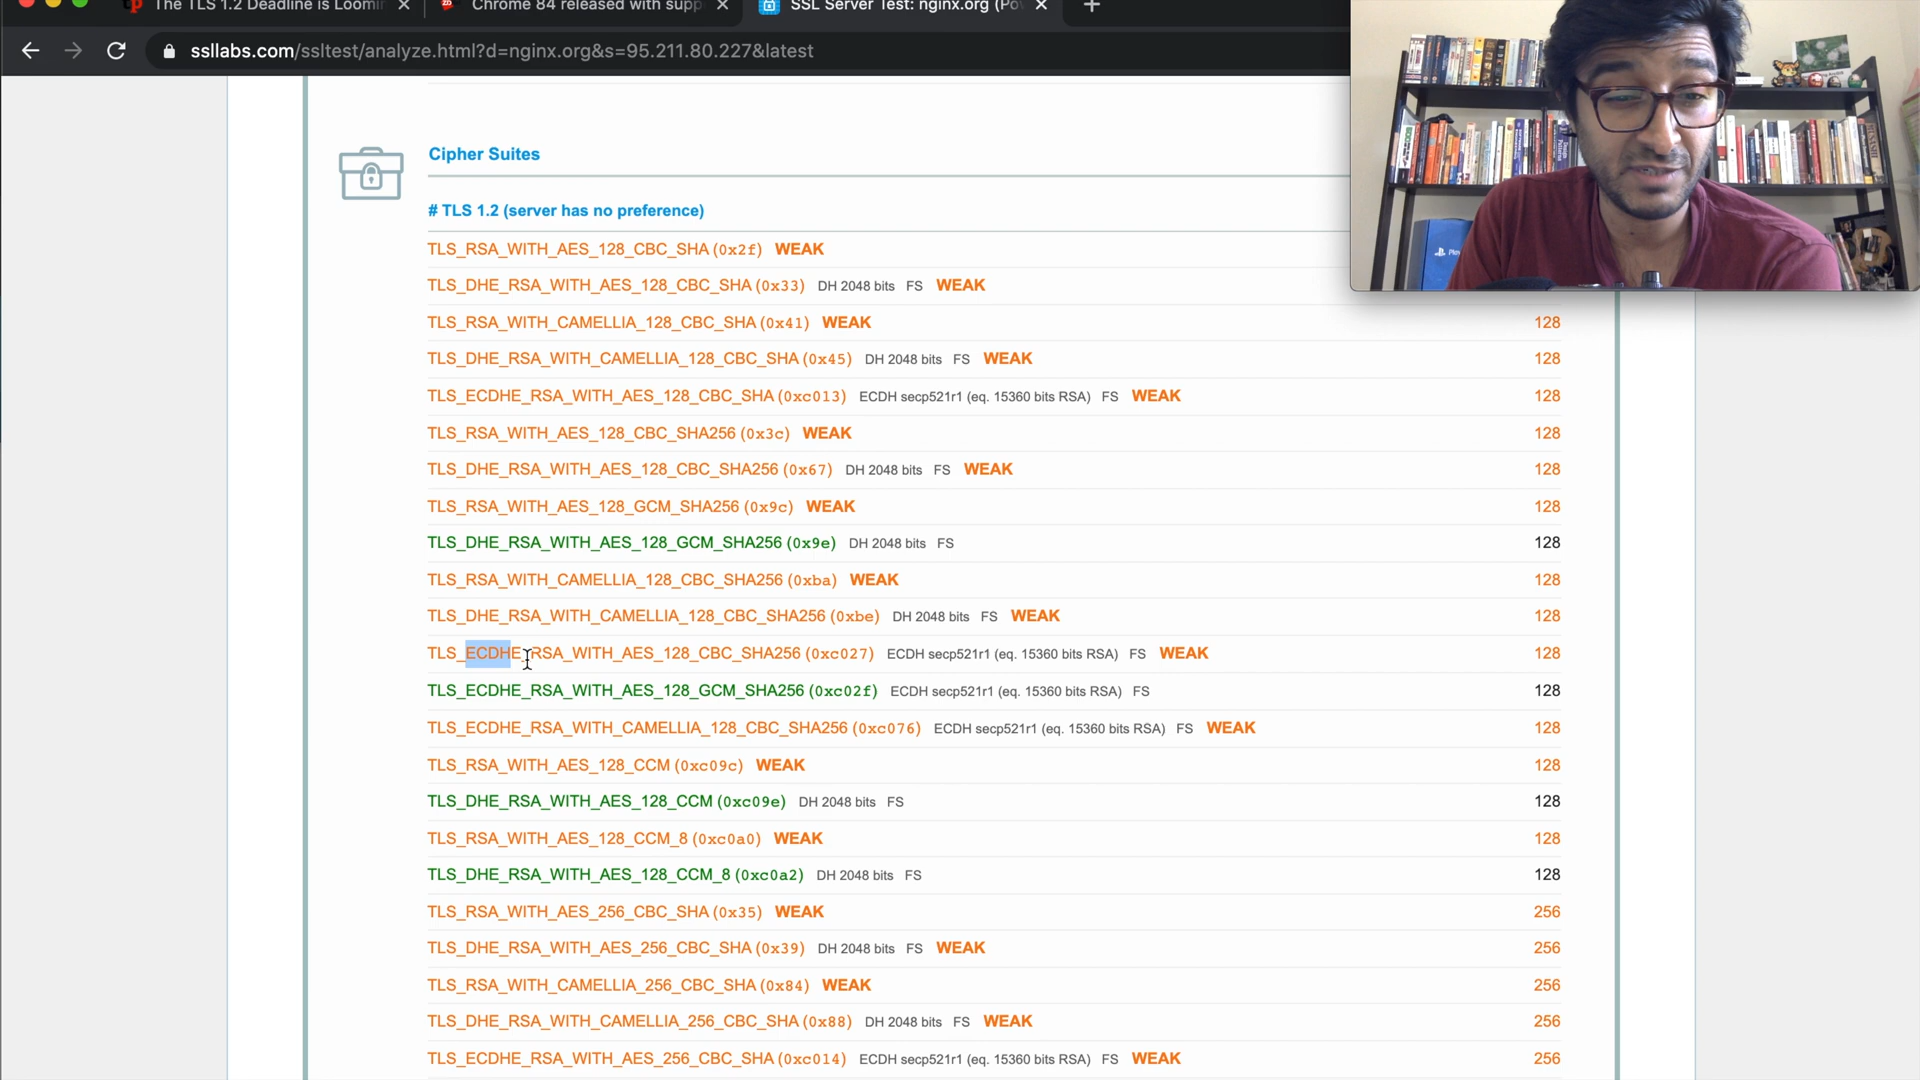 The TLS 1.2 Deadline is Loomin
Chrome 84 released with supp
SSL Server Test: nginx.org (Pow
ssllabs.com/ssltest/analyze.html?d=nginx.org&s=95.211.80.227&latest
Cipher Suites
# TLS 1.2 (server has no preference)
TLS_RSA_WITH_AES_128_CBC_SHA (0x2f) WEAK
TLS_DHE_RSA_WITH_AES_128_CBC_SHA (0x33) DH 2048 bits FS WEAK
TLS_RSA_WITH_CAMELLIA_128_CBC_SHA (0x41) WEAK 128
TLS_DHE_RSA_WITH_CAMELLIA_128_CBC_SHA (0x45) DH 2048 bits FS WEAK 128
TLS_ECDHE_RSA_WITH_AES_128_CBC_SHA (0xc013) ECDH secp521r1 (eq. 15360 bits RSA) FS WEAK 128
TLS_RSA_WITH_AES_128_CBC_SHA256 (0x3c) WEAK 128
TLS_DHE_RSA_WITH_AES_128_CBC_SHA256 (0x67) DH 2048 bits FS WEAK 128
TLS_RSA_WITH_AES_128_GCM_SHA256 (0x9c) WEAK 128
TLS_DHE_RSA_WITH_AES_128_GCM_SHA256 (0x9e) DH 2048 bits FS 128
TLS_RSA_WITH_CAMELLIA_128_CBC_SHA256 (0xba) WEAK 128
TLS_DHE_RSA_WITH_CAMELLIA_128_CBC_SHA256 (0xbe) DH 2048 bits FS WEAK 128
TLS_ECDHE_RSA_WITH_AES_128_CBC_SHA256 (0xc027) ECDH secp521r1 (eq. 15360 bits RSA) FS WEAK 128
TLS_ECDHE_RSA_WITH_AES_128_GCM_SHA256 (0xc02f) ECDH secp521r1 (eq. 15360 bits RSA) FS 128
TLS_ECDHE_RSA_WITH_CAMELLIA_128_CBC_SHA256 (0xc076) ECDH secp521r1 (eq. 15360 bits RSA) FS WEAK 128
TLS_RSA_WITH_AES_128_CCM (0xc09c) WEAK 128
TLS_DHE_RSA_WITH_AES_128_CCM (0xc09e) DH 2048 bits FS 128
TLS_RSA_WITH_AES_128_CCM_8 (0xc0a0) WEAK 128
TLS_DHE_RSA_WITH_AES_128_CCM_8 (0xc0a2) DH 2048 bits FS 128
TLS_RSA_WITH_AES_256_CBC_SHA (0x35) WEAK 256
TLS_DHE_RSA_WITH_AES_256_CBC_SHA (0x39) DH 2048 bits FS WEAK 256
TLS_RSA_WITH_CAMELLIA_256_CBC_SHA (0x84) WEAK 256
TLS_DHE_RSA_WITH_CAMELLIA_256_CBC_SHA (0x88) DH 2048 bits FS WEAK 256
TLS_ECDHE_RSA_WITH_AES_256_CBC_SHA (0xc014) ECDH secp521r1 (eq. 15360 bits RSA) FS WEAK 256